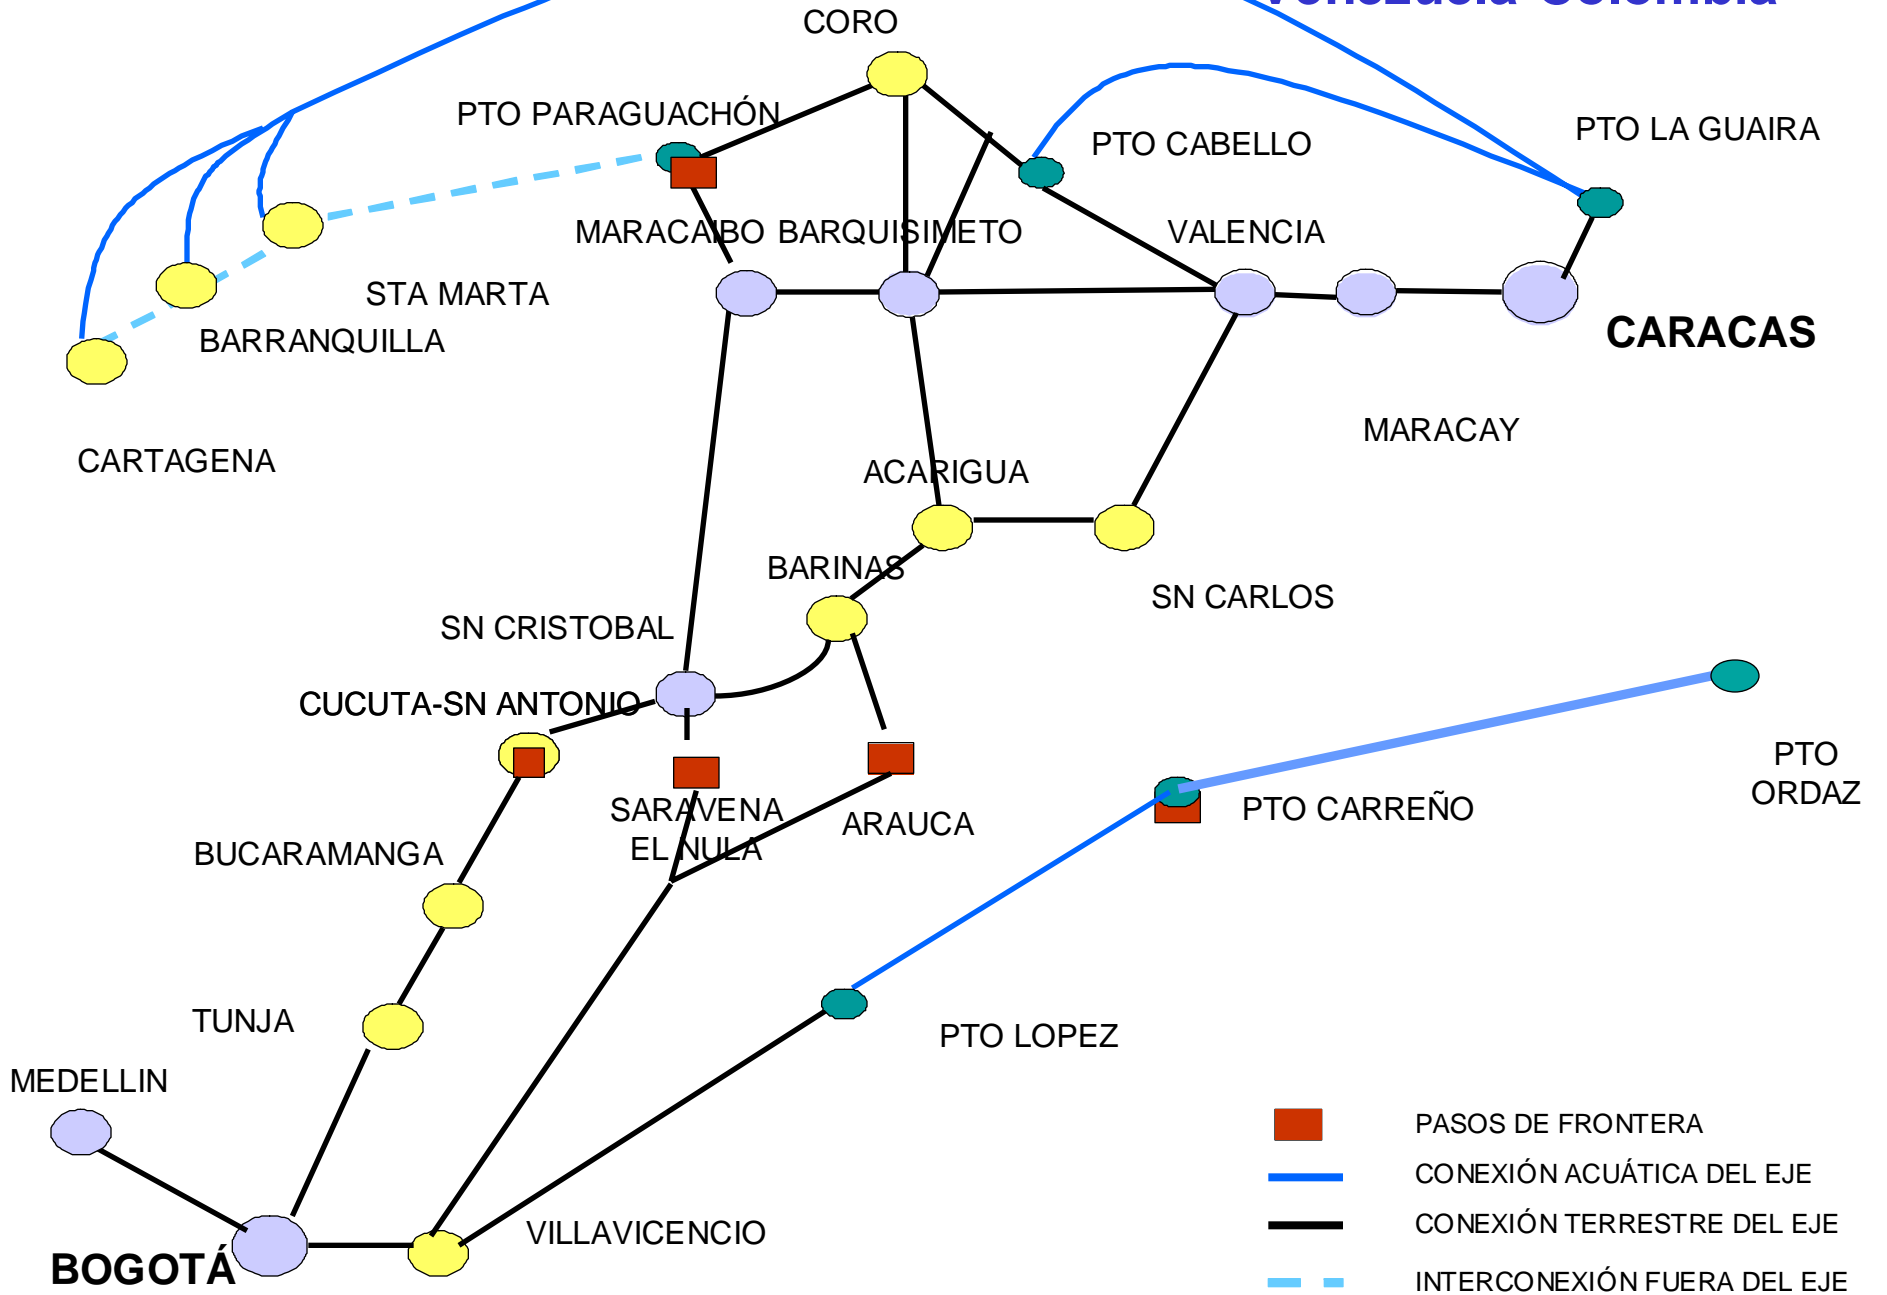 Venezuela-Colombia
CORO
PTO PARAGUACHÓN
PTO CABELLO
PTO LA GUAIRA
MARACAIBO
BARQUISIMETO
VALENCIA
STA MARTA
BARRANQUILLA
CARACAS
CARTAGENA
MARACAY
ACARIGUA
BARINAS
SN CARLOS
SN CRISTOBAL
CUCUTA-SN ANTONIO
PTO
ORDAZ
SARAVENA
EL NULA
ARAUCA
PTO CARREÑO
BUCARAMANGA
TUNJA
PTO LOPEZ
MEDELLIN
VILLAVICENCIO
BOGOTÁ
PASOS DE FRONTERA
CONEXIÓN ACUÁTICA DEL EJE
CONEXIÓN TERRESTRE DEL EJE
INTERCONEXIÓN FUERA DEL EJE